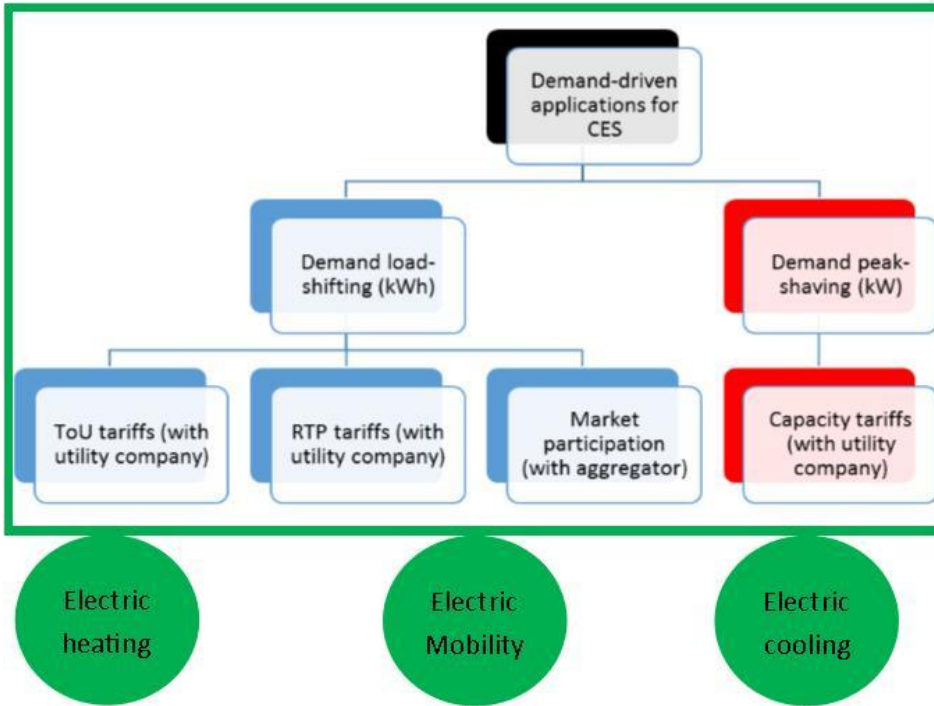 Demand-driven
applications for
CES
Demand load-
shifting (kWh)
Demand peak-
shaving (kW)
ToU tariffs (with
utility company)
RTP tariffs (with
utility company)
Market
participation
(with aggregator)
Capacity tariffs
(with utility
company)
Electric
heating
Electric
Mobility
Electric
cooling